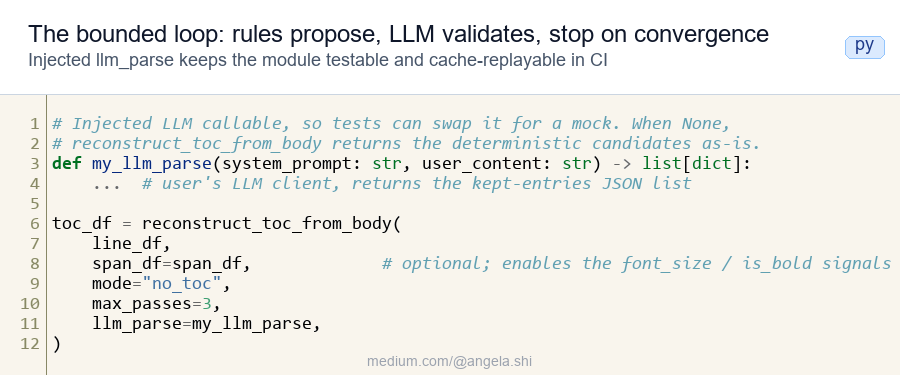 The bounded loop: rules propose, LLM validates, stop on convergence
Injected llm_parse keeps the module testable and cache-replayable in CI
py
1 # Injected LLM callable, so tests can swap it for a mock. When None,
2 # reconstruct_toc_from_body returns the deterministic candidates as-is.
3 def my_llm_parse(system_prompt: str, user_content: str) -> list[dict]:
4     ...  # user's LLM client, returns the kept-entries JSON list
5
6 toc_df = reconstruct_toc_from_body(
7     line_df,
8     span_df=span_df,             # optional; enables the font_size / is_bold signals
9     mode="no_toc",
10     max_passes=3,
11     llm_parse=my_llm_parse,
12 )
medium.com/@angela.shi